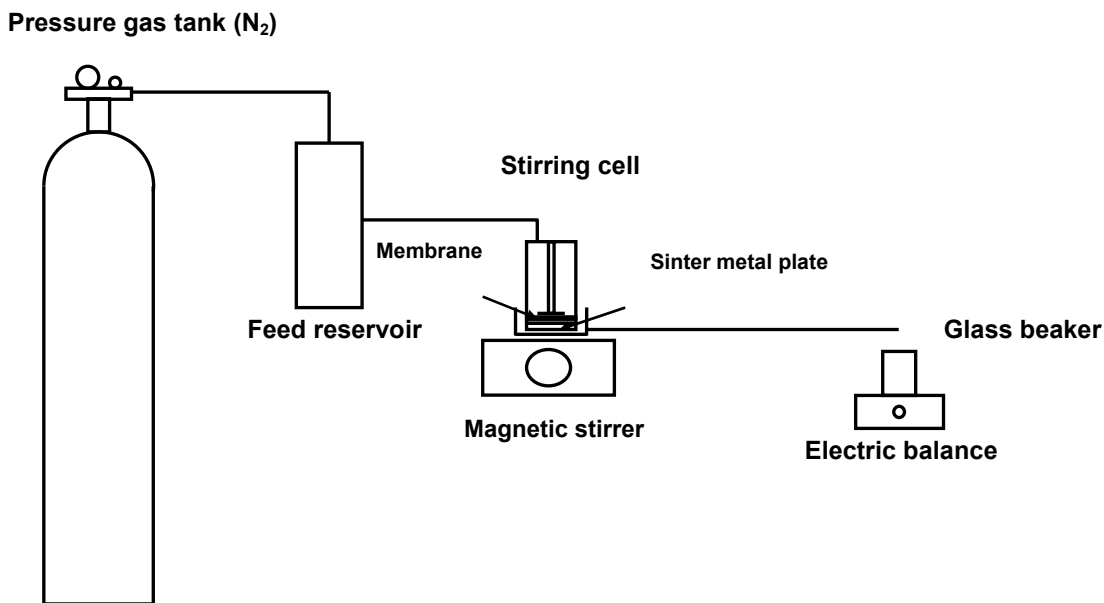 Pressure gas tank (N₂)
Stirring cell
Membrane
Sinter metal plate
Feed reservoir
Glass beaker
Magnetic stirrer
Electric balance